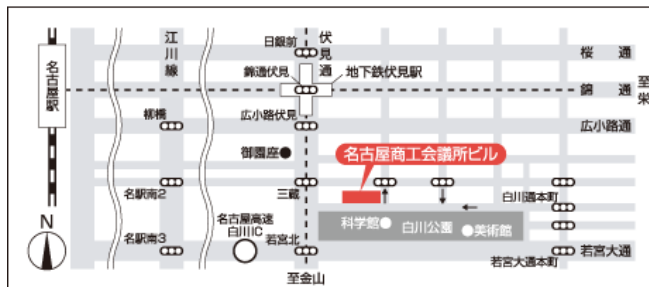 日銀前
伏見通
江川線
桜通
名古屋駅
錦通伏見
地下鉄伏見駅
錦通
至栄
柳橋
広小路伏見
広小路通
御園座
名古屋商工会議所ビル
名駅南2
三蔵
白川通本町
N
名古屋高速
白川IC
科学館
白川公園
美術館
名駅南3
若宮北
若宮大通
若宮大通本町
至金山